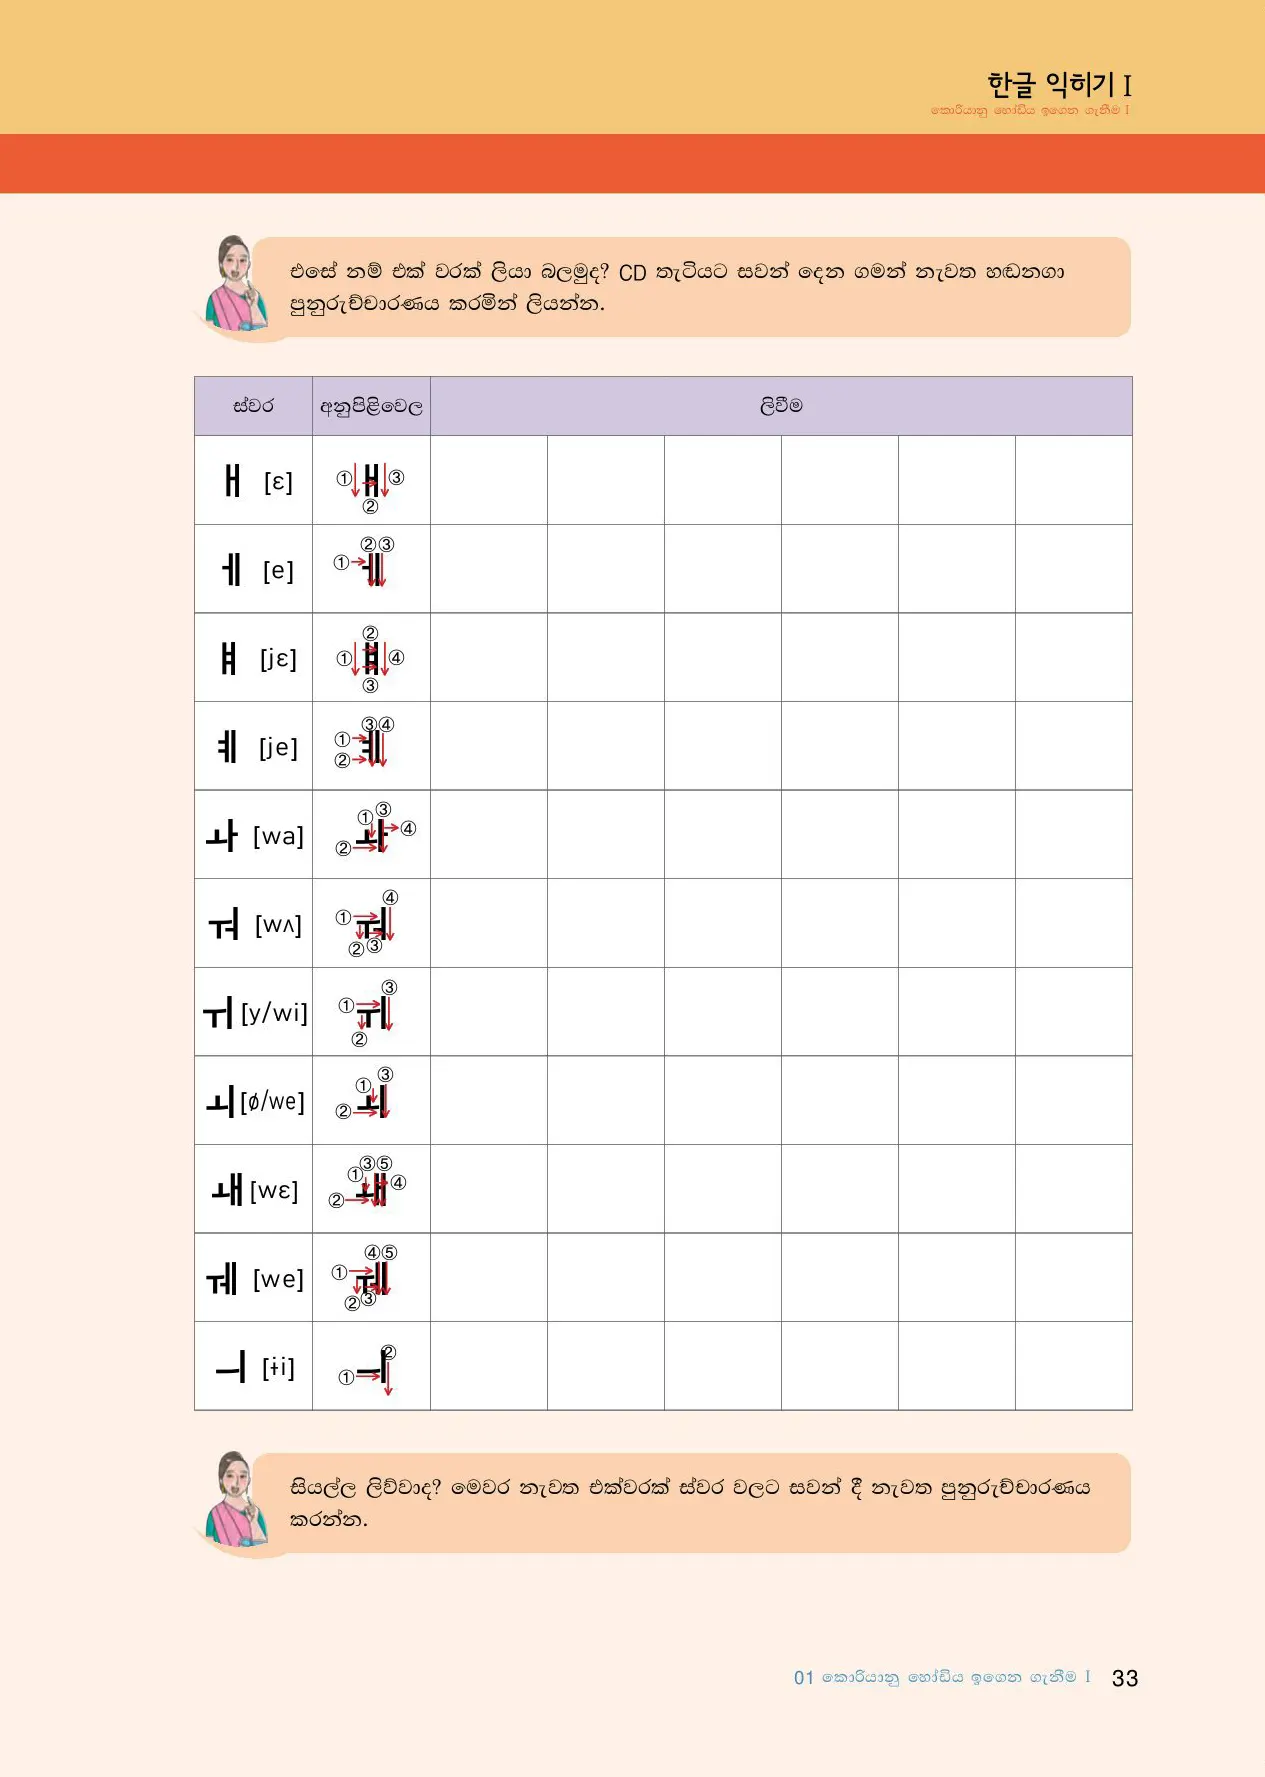 한글 익히기 I
කොරියානු හෝඩිය ඉගෙන ගැනීම I
එසේ නම් එක් වරක් ලියා බලමුද? CD තැටියට සවන් දෙන ගමන් නැවත හඬනගා
පුනුරුච්චාරණය කරමින් ලියන්න.
ස්වර අනුපිළිවෙල ලිවීම
ㅐ [ɛ] ① ② ③
ㅔ [e] ① ② ③
ㅒ [jɛ] ① ② ③ ④
ㅖ [je] ① ② ③ ④
ㅘ [wa] ① ② ③ ④
ㅝ [wʌ] ① ② ③ ④
ㅟ [y/wi] ① ② ③
ㅚ [ø/we] ① ② ③
ㅙ [wɛ] ① ② ③ ④ ⑤
ㅞ [we] ① ② ③ ④ ⑤
ㅢ [ɨi] ① ②
සියල්ල ලිව්වාද? මෙවර නැවත එක්වරක් ස්වර වලට සවන් දී නැවත පුනුරුච්චාරණය
කරන්න.
01 කොරියානු හෝඩිය ඉගෙන ගැනීම I 33